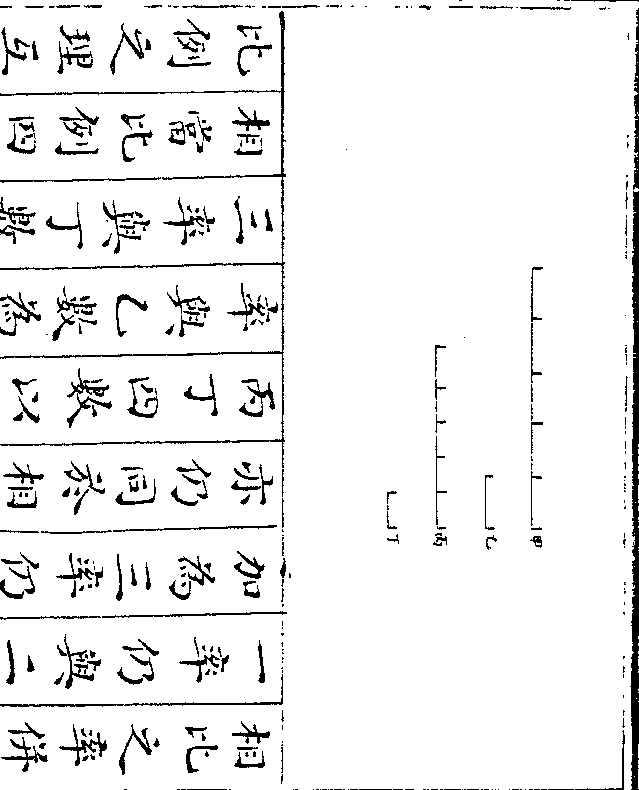 甲
乙
丙
丁
相比之率併
一率仍與二
加為三率仍
亦仍同於相
丙丁四數以
率與乙數為
三率與丁數
相當比例四
比例之理互